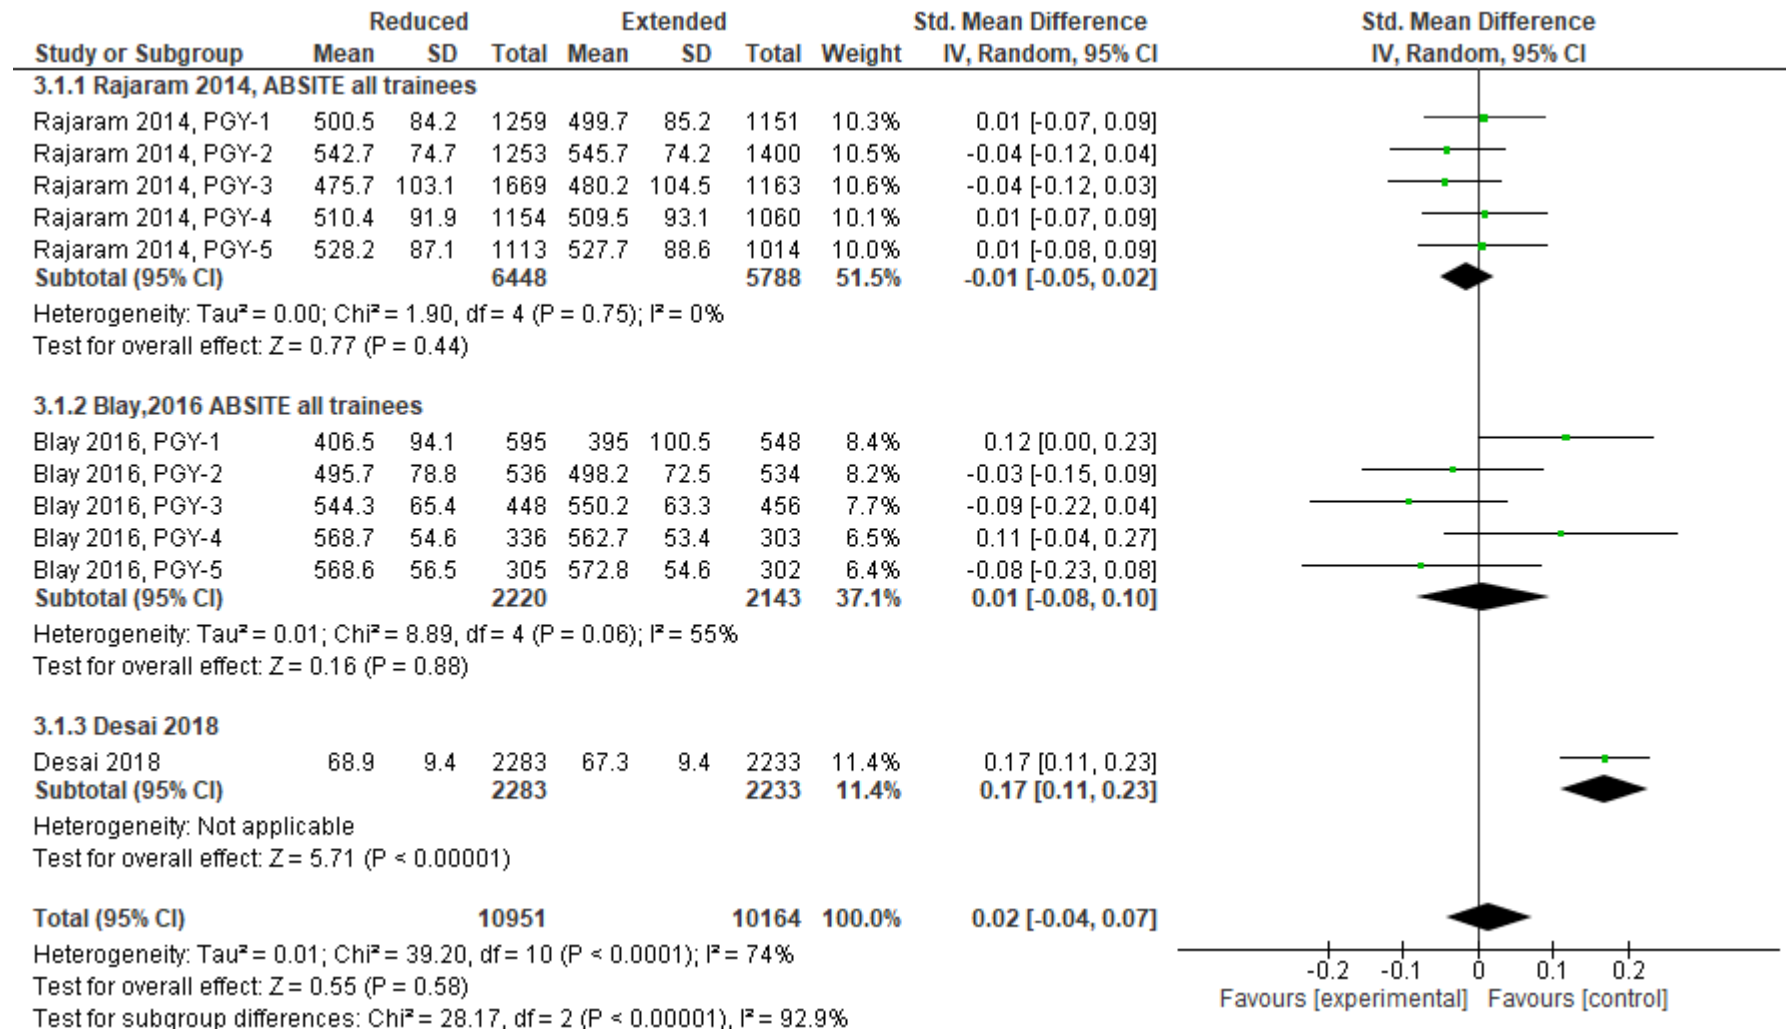 Reduced Extended Std. Mean Difference Std. Mean Difference
Study or Subgroup Mean SD Total Mean SD Total Weight IV, Random, 95% CI IV, Random, 95% CI
3.1.1 Rajaram 2014, ABSITE all trainees
Rajaram 2014, PGY-1 500.5 84.2 1259 499.7 85.2 1151 10.3% 0.01 [-0.07, 0.09]
Rajaram 2014, PGY-2 542.7 74.7 1253 545.7 74.2 1400 10.5% -0.04 [-0.12, 0.04]
Rajaram 2014, PGY-3 475.7 103.1 1669 480.2 104.5 1163 10.6% -0.04 [-0.12, 0.03]
Rajaram 2014, PGY-4 510.4 91.9 1154 509.5 93.1 1060 10.1% 0.01 [-0.07, 0.09]
Rajaram 2014, PGY-5 528.2 87.1 1113 527.7 88.6 1014 10.0% 0.01 [-0.08, 0.09]
Subtotal (95% CI) 6448 5788 51.5% -0.01 [-0.05, 0.02]
Heterogeneity: Tau² = 0.00; Chi² = 1.90, df = 4 (P = 0.75); I² = 0%
Test for overall effect: Z = 0.77 (P = 0.44)
3.1.2 Blay,2016 ABSITE all trainees
Blay 2016, PGY-1 406.5 94.1 595 395 100.5 548 8.4% 0.12 [0.00, 0.23]
Blay 2016, PGY-2 495.7 78.8 536 498.2 72.5 534 8.2% -0.03 [-0.15, 0.09]
Blay 2016, PGY-3 544.3 65.4 448 550.2 63.3 456 7.7% -0.09 [-0.22, 0.04]
Blay 2016, PGY-4 568.7 54.6 336 562.7 53.4 303 6.5% 0.11 [-0.04, 0.27]
Blay 2016, PGY-5 568.6 56.5 305 572.8 54.6 302 6.4% -0.08 [-0.23, 0.08]
Subtotal (95% CI) 2220 2143 37.1% 0.01 [-0.08, 0.10]
Heterogeneity: Tau² = 0.01; Chi² = 8.89, df = 4 (P = 0.06); I² = 55%
Test for overall effect: Z = 0.16 (P = 0.88)
3.1.3 Desai 2018
Desai 2018 68.9 9.4 2283 67.3 9.4 2233 11.4% 0.17 [0.11, 0.23]
Subtotal (95% CI) 2283 2233 11.4% 0.17 [0.11, 0.23]
Heterogeneity: Not applicable
Test for overall effect: Z = 5.71 (P < 0.00001)
Total (95% CI) 10951 10164 100.0% 0.02 [-0.04, 0.07]
Heterogeneity: Tau² = 0.01; Chi² = 39.20, df = 10 (P < 0.0001); I² = 74%
Test for overall effect: Z = 0.55 (P = 0.58)
Test for subgroup differences: Chi² = 28.17, df = 2 (P < 0.00001), I² = 92.9%
-0.2 -0.1 0 0.1 0.2
Favours [experimental] Favours [control]